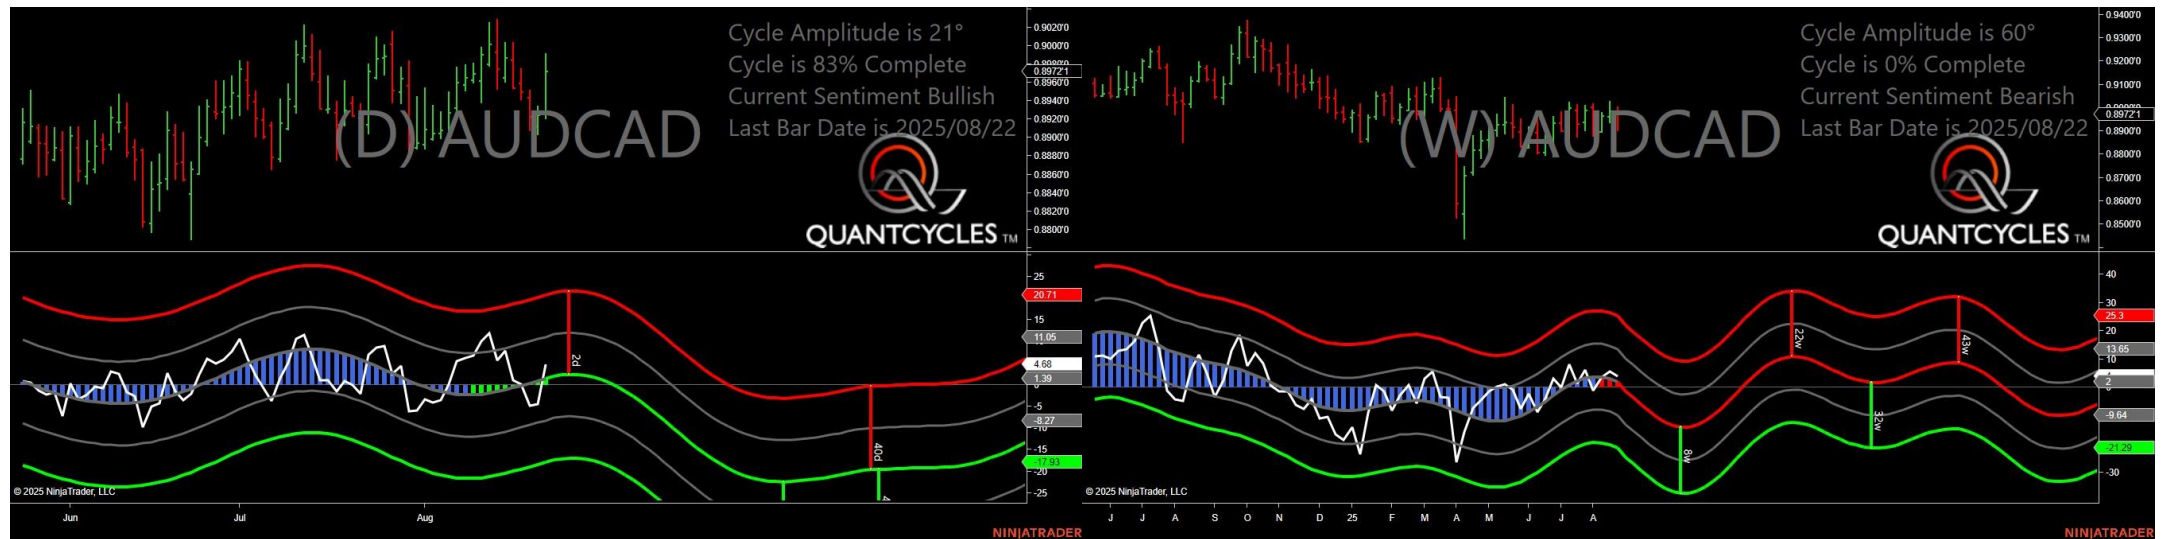 Cycle Amplitude is 21°
Cycle is 83% Complete
Current Sentiment Bullish
Last Bar Date is 2025/08/22
(D) AUDCAD
QUANTCYCLES TM
0.9020'0
0.9000'0
0.8972'1
0.8960'0
0.8940'0
0.8920'0
0.8900'0
0.8880'0
0.8860'0
0.8840'0
0.8820'0
0.8800'0
25
20.71
15
11.05
4.68
1.39
-5
-8.27
-10
-15
-17.93
-20
-25
2d
40d
© 2025 NinjaTrader, LLC
Jun
Jul
Aug
NINJATRADER
Cycle Amplitude is 60°
Cycle is 0% Complete
Current Sentiment Bearish
Last Bar Date is 2025/08/22
(W) AUDCAD
QUANTCYCLES TM
0.9400'0
0.9300'0
0.9200'0
0.9100'0
0.8972'1
0.8900'0
0.8800'0
0.8700'0
0.8600'0
0.8500'0
40
30
25.3
20
13.65
10
2
-9.64
-21.29
-30
8w
22w
32w
43w
© 2025 NinjaTrader, LLC
J J A S O N D 25 F M A M J J A
NINJATRADER